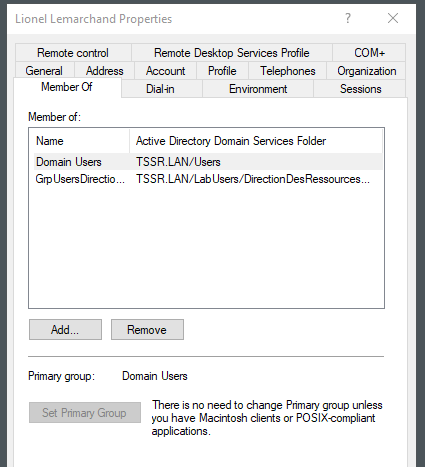 Lionel Lemarchand Properties
Remote control Remote Desktop Services Profile COM+
General Address Account Profile Telephones Organization
Member Of Dial-in Environment Sessions
Member of:
Name Active Directory Domain Services Folder
Domain Users TSSR.LAN/Users
GrpUsersDirectio... TSSR.LAN/LabUsers/DirectionDesRessources...
Add... Remove
Primary group: Domain Users
Set Primary Group
There is no need to change Primary group unless
you have Macintosh clients or POSIX-compliant
applications.